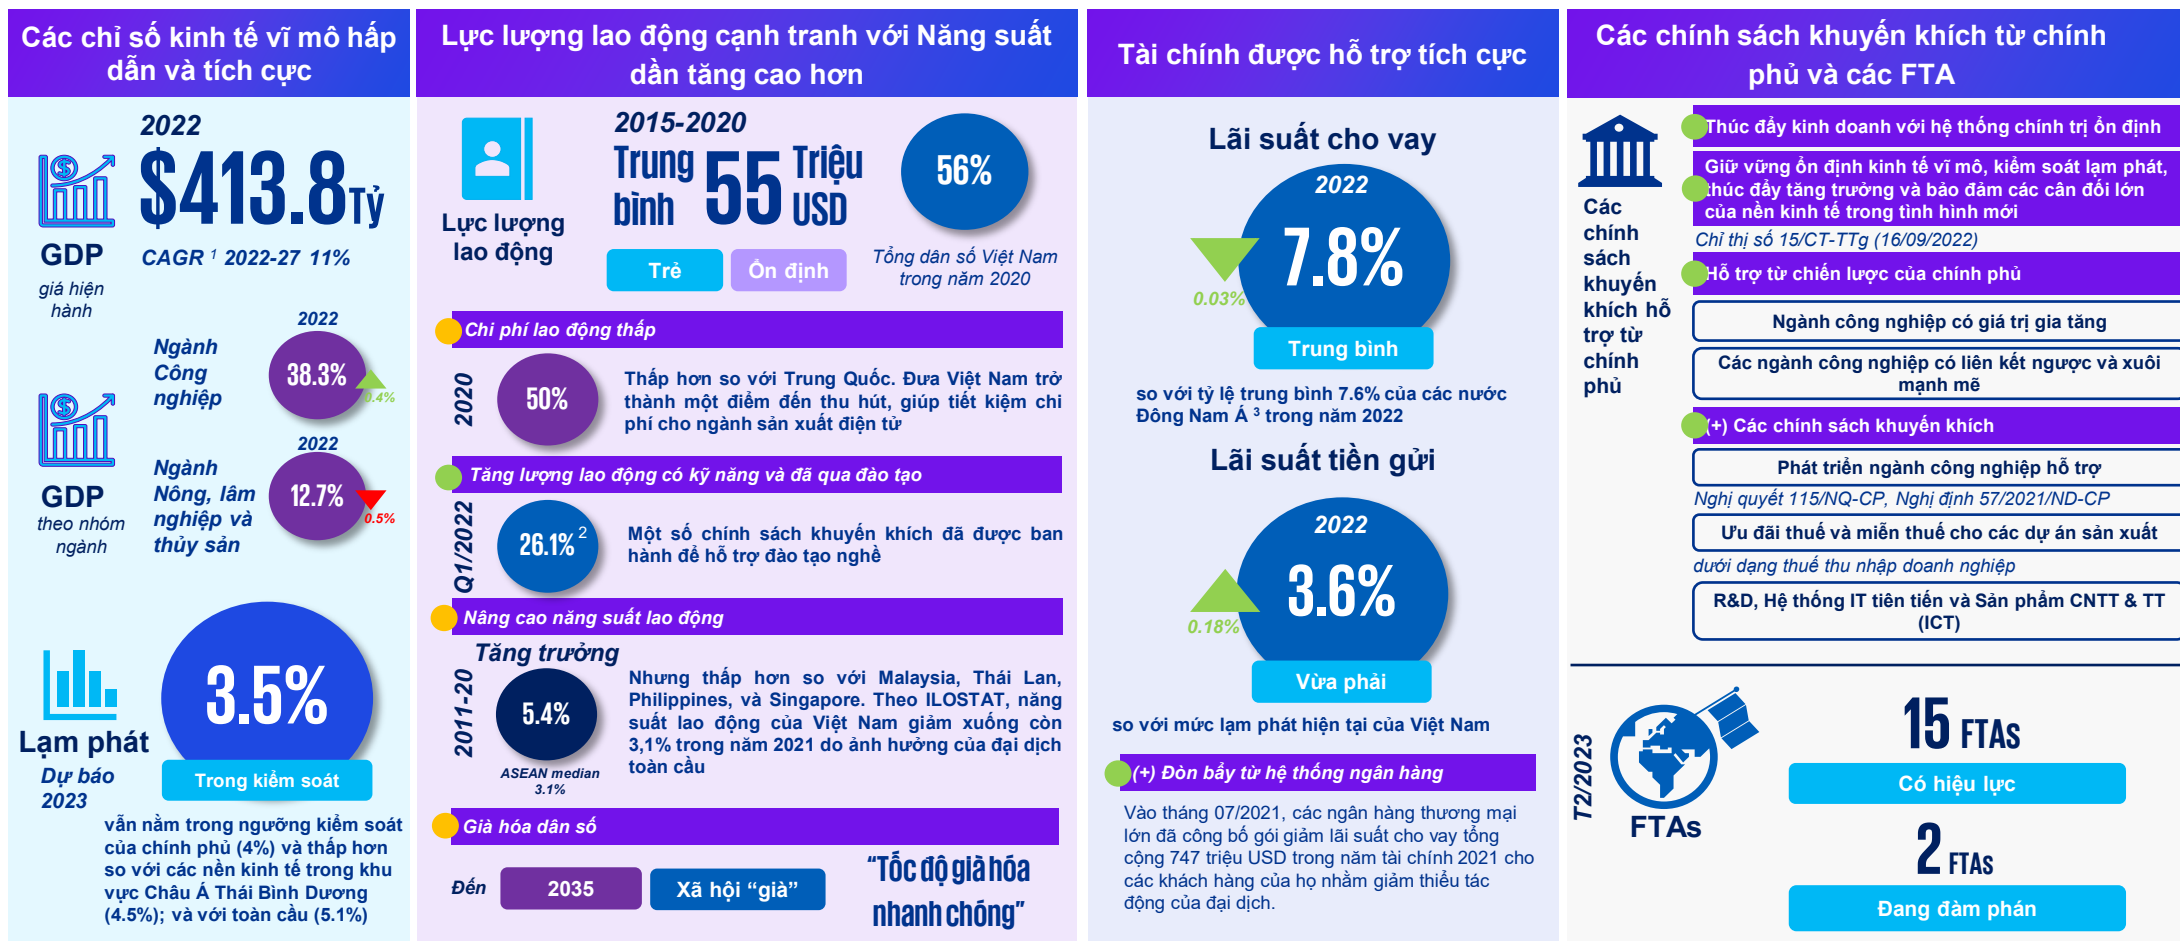 Các chỉ số kinh tế vĩ mô hấp
dẫn và tích cực
2022
$413.8Tỷ
GDP
CAGR ¹ 2022-27 11%
giá hiện
hành
2022
Ngành
Công
nghiệp
38.3%
0.4%
GDP
theo nhóm
ngành
2022
Ngành
Nông, lâm
nghiệp và
thủy sản
12.7%
0.5%
3.5%
Lạm phát
Dự báo
2023
Trong kiểm soát
vẫn nằm trong ngưỡng kiểm soát
của chính phủ (4%) và thấp hơn
so với các nền kinh tế trong khu
vực Châu Á Thái Bình Dương
(4.5%); và với toàn cầu (5.1%)
Lực lượng lao động cạnh tranh với Năng suất
dần tăng cao hơn
Lực lượng
lao động
2015-2020
Trung
bình
55
Triệu
USD
Trẻ
Ổn định
56%
Tổng dân số Việt Nam
trong năm 2020
Chi phí lao động thấp
2020
50%
Thấp hơn so với Trung Quốc. Đưa Việt Nam trở
thành một điểm đến thu hút, giúp tiết kiệm chi
phí cho ngành sản xuất điện tử
Tăng lượng lao động có kỹ năng và đã qua đào tạo
Q1/2022
26.1% ²
Một số chính sách khuyến khích đã được ban
hành để hỗ trợ đào tạo nghề
Nâng cao năng suất lao động
Tăng trưởng
2011-20
5.4%
ASEAN median
3.1%
Nhưng thấp hơn so với Malaysia, Thái Lan,
Philippines, và Singapore. Theo ILOSTAT, năng
suất lao động của Việt Nam giảm xuống còn
3,1% trong năm 2021 do ảnh hưởng của đại dịch
toàn cầu
Già hóa dân số
Đến
2035
Xã hội “già”
“Tốc độ già hóa
nhanh chóng”
Tài chính được hỗ trợ tích cực
Lãi suất cho vay
2022
7.8%
0.03%
Trung bình
so với tỷ lệ trung bình 7.6% của các nước
Đông Nam Á ³ trong năm 2022
Lãi suất tiền gửi
2022
3.6%
0.18%
Vừa phải
so với mức lạm phát hiện tại của Việt Nam
(+) Đòn bẩy từ hệ thống ngân hàng
Vào tháng 07/2021, các ngân hàng thương mại
lớn đã công bố gói giảm lãi suất cho vay tổng
cộng 747 triệu USD trong năm tài chính 2021 cho
các khách hàng của họ nhằm giảm thiểu tác
động của đại dịch.
Các chính sách khuyến khích từ chính
phủ và các FTA
Các
chính
sách
khuyến
khích hỗ
trợ từ
chính
phủ
Thúc đẩy kinh doanh với hệ thống chính trị ổn định
Giữ vững ổn định kinh tế vĩ mô, kiểm soát lạm phát,
thúc đẩy tăng trưởng và bảo đảm các cân đối lớn
của nền kinh tế trong tình hình mới
Chỉ thị số 15/CT-TTg (16/09/2022)
Hỗ trợ từ chiến lược của chính phủ
Ngành công nghiệp có giá trị gia tăng
Các ngành công nghiệp có liên kết ngược và xuôi
mạnh mẽ
(+) Các chính sách khuyến khích
Phát triển ngành công nghiệp hỗ trợ
Nghị quyết 115/NQ-CP, Nghị định 57/2021/ND-CP
Ưu đãi thuế và miễn thuế cho các dự án sản xuất
dưới dạng thuế thu nhập doanh nghiệp
R&D, Hệ thống IT tiên tiến và Sản phẩm CNTT & TT
(ICT)
T2/2023
FTAs
15 FTAs
Có hiệu lực
2 FTAs
Đang đàm phán